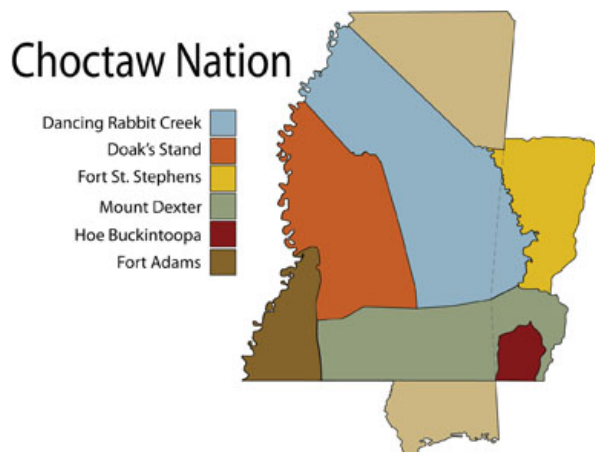 Choctaw Nation
Dancing Rabbit Creek
Doak's Stand
Fort St. Stephens
Mount Dexter
Hoe Buckintoopa
Fort Adams